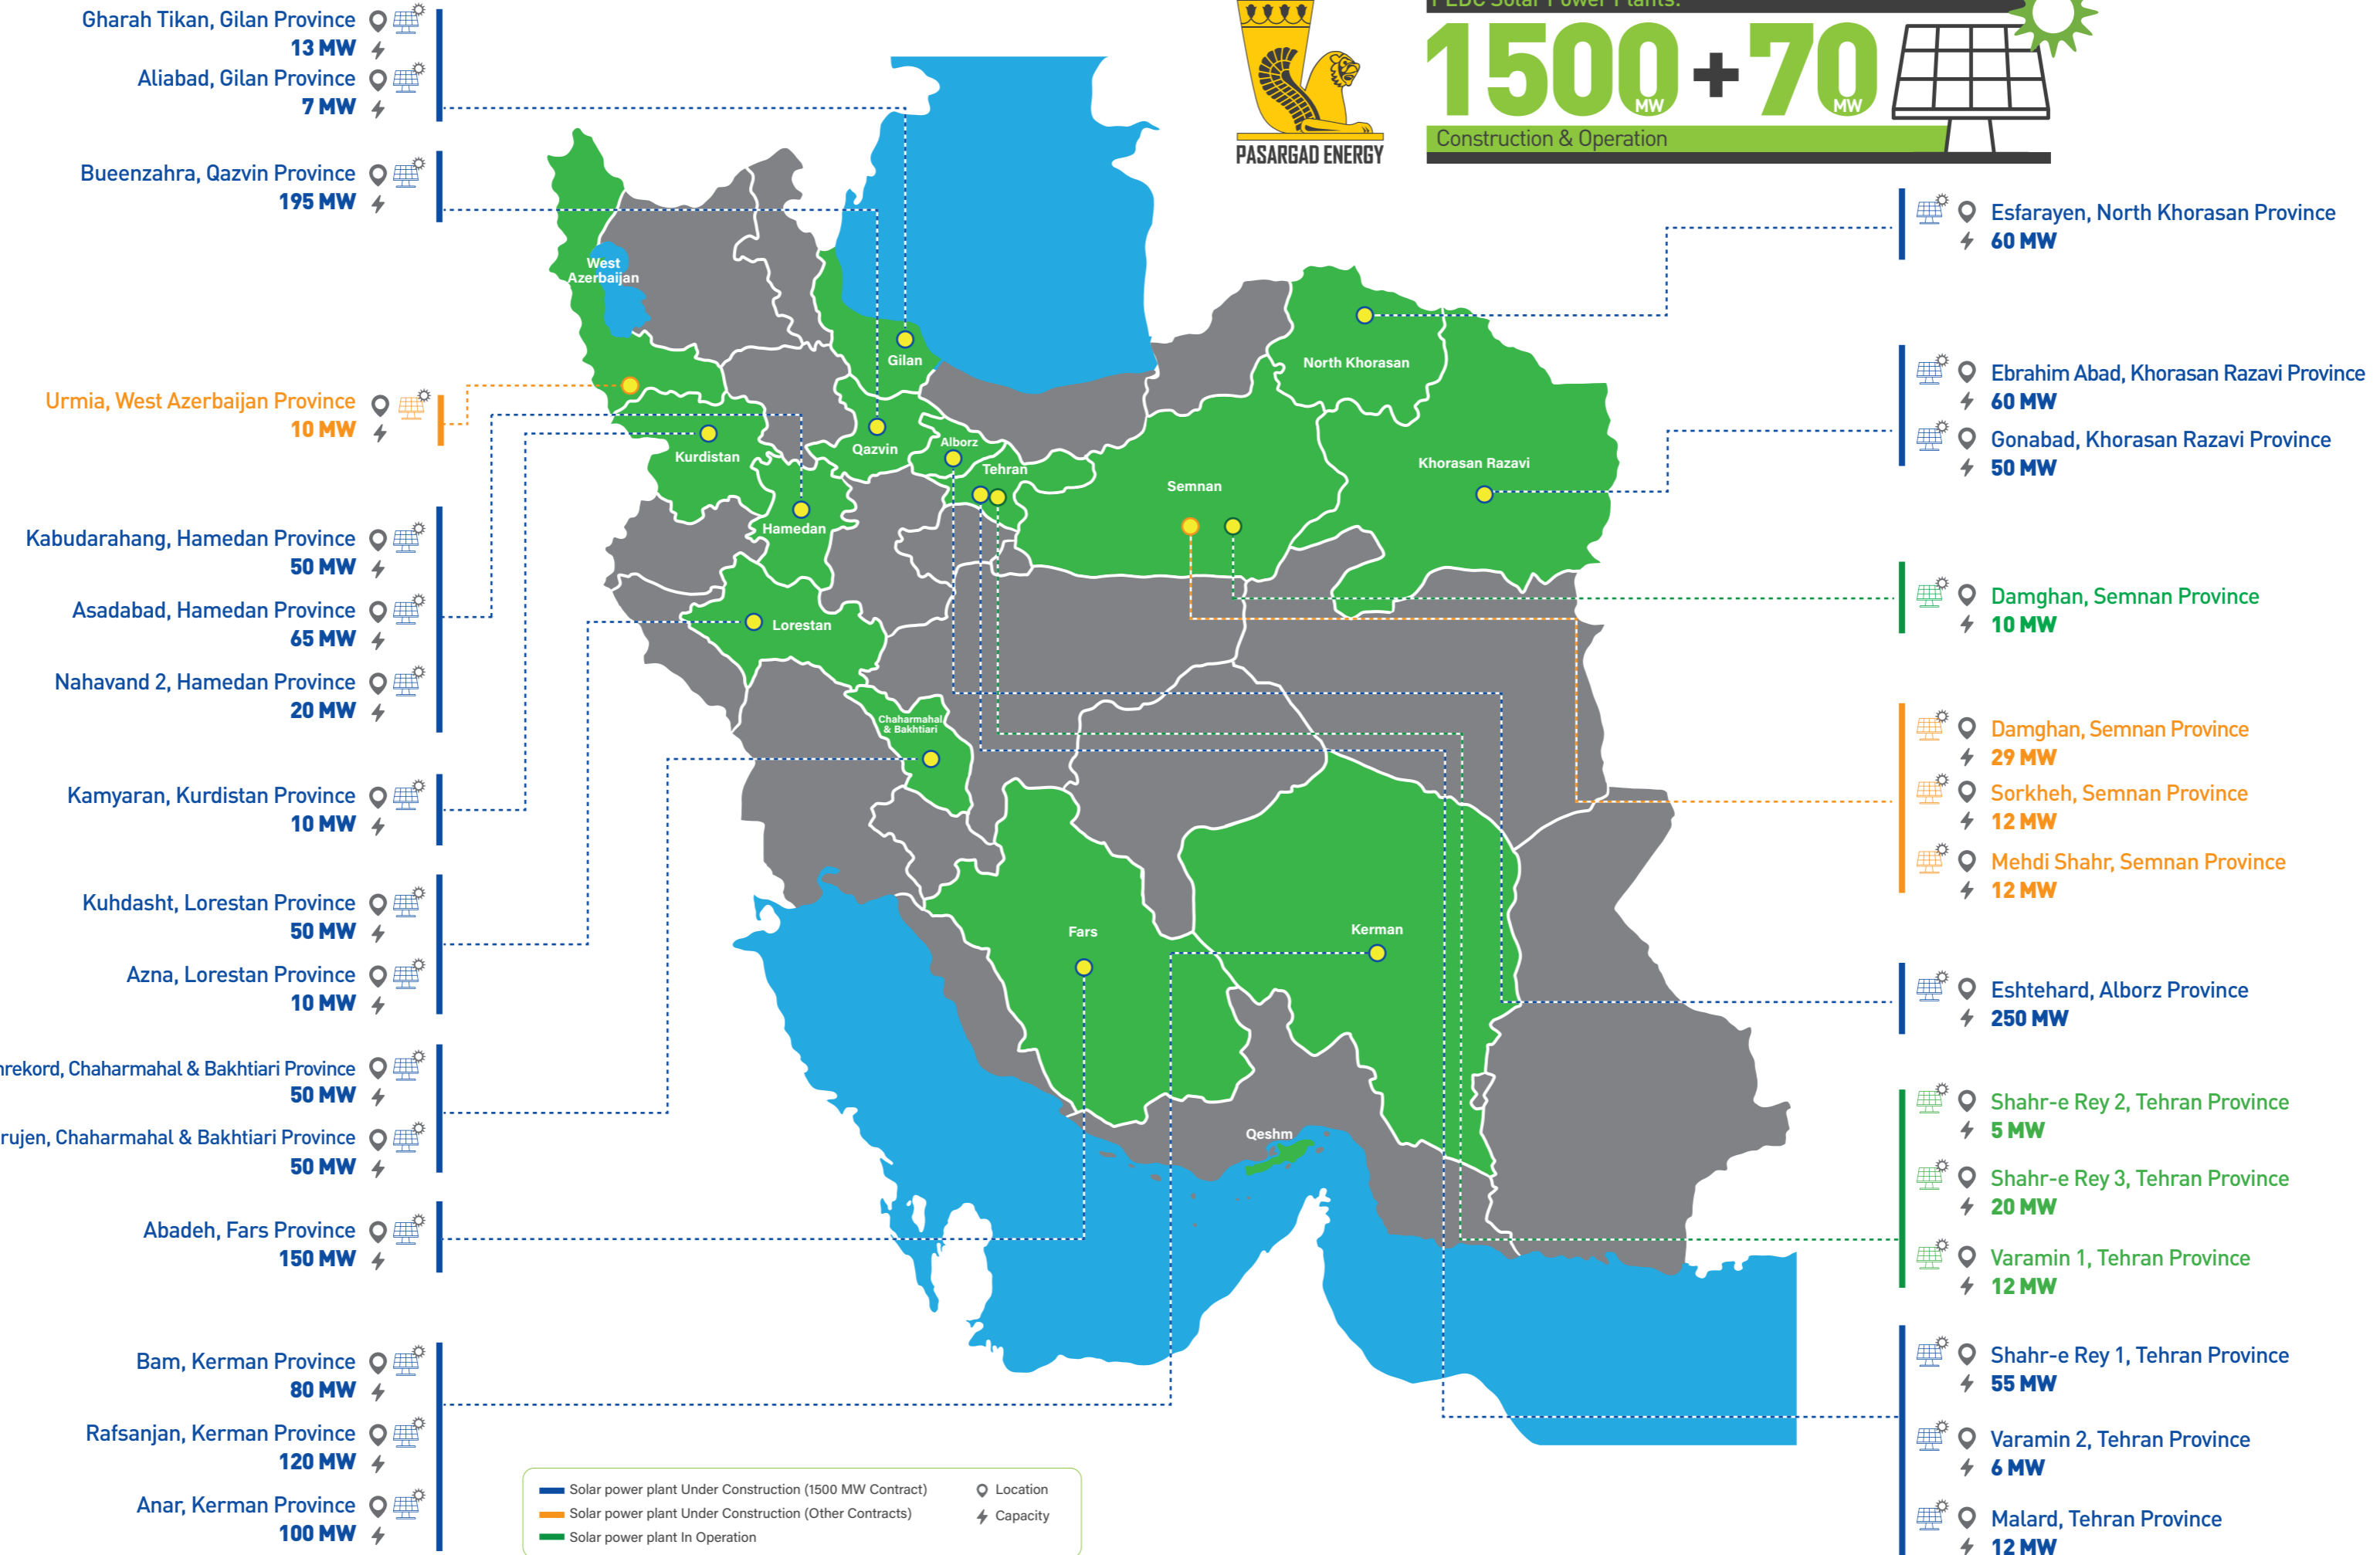 Gharah Tikan, Gilan Province
13 MW
Aliabad, Gilan Province
7 MW
Bueenzahra, Qazvin Province
195 MW
Urmia, West Azerbaijan Province
10 MW
Kabudarahang, Hamedan Province
50 MW
Asadabad, Hamedan Province
65 MW
Nahavand 2, Hamedan Province
20 MW
Kamyaran, Kurdistan Province
10 MW
Kuhdasht, Lorestan Province
50 MW
Azna, Lorestan Province
10 MW
hrekord, Chaharmahal & Bakhtiari Province
50 MW
rujen, Chaharmahal & Bakhtiari Province
50 MW
Abadeh, Fars Province
150 MW
Bam, Kerman Province
80 MW
Rafsanjan, Kerman Province
120 MW
Anar, Kerman Province
100 MW
PASARGAD ENERGY
PEDC Solar Power Plants:
1500 MW + 70 MW
Construction & Operation
West
Azerbaijan
Gilan
Qazvin
Alborz
Tehran
Kurdistan
Hamedan
Lorestan
Chaharmahal
& Bakhtiari
Semnan
North Khorasan
Khorasan Razavi
Fars
Kerman
Qeshm
Esfarayen, North Khorasan Province
60 MW
Ebrahim Abad, Khorasan Razavi Province
60 MW
Gonabad, Khorasan Razavi Province
50 MW
Damghan, Semnan Province
10 MW
Damghan, Semnan Province
29 MW
Sorkheh, Semnan Province
12 MW
Mehdi Shahr, Semnan Province
12 MW
Eshtehard, Alborz Province
250 MW
Shahr-e Rey 2, Tehran Province
5 MW
Shahr-e Rey 3, Tehran Province
20 MW
Varamin 1, Tehran Province
12 MW
Shahr-e Rey 1, Tehran Province
55 MW
Varamin 2, Tehran Province
6 MW
Malard, Tehran Province
12 MW
Solar power plant Under Construction (1500 MW Contract)
Solar power plant Under Construction (Other Contracts)
Solar power plant In Operation
Location
Capacity